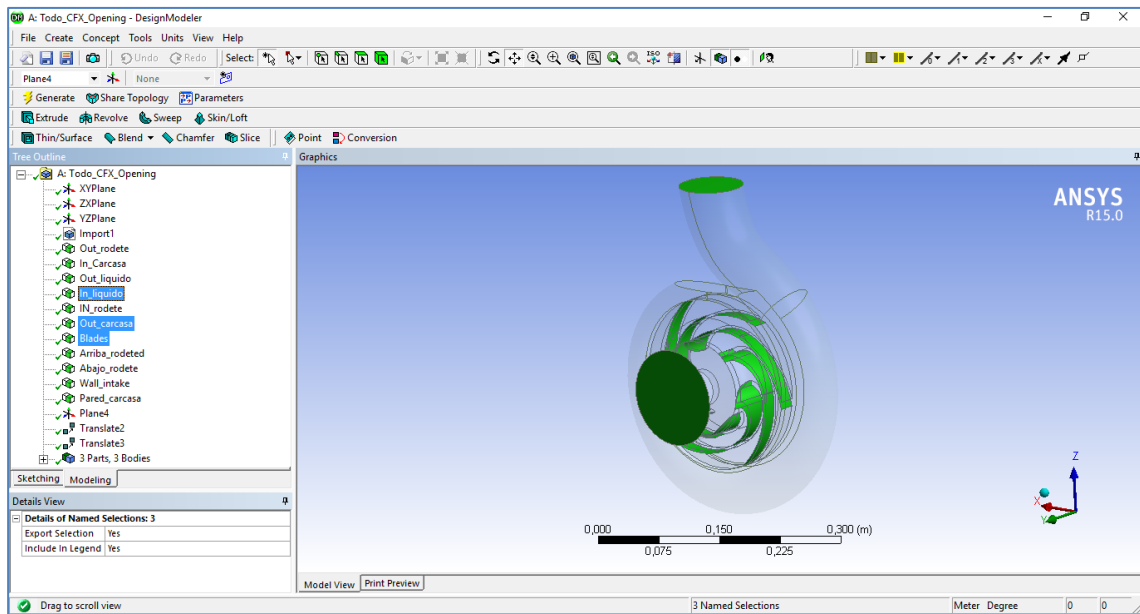 A: Todo_CFX_Opening - DesignModeler
File Create Concept Tools Units View Help
Undo Redo Select:
Plane4 None
Generate Share Topology Parameters
Extrude Revolve Sweep Skin/Loft
Thin/Surface Blend Chamfer Slice Point Conversion
Tree Outline
A: Todo_CFX_Opening
XYPlane
ZXPlane
YZPlane
Import1
Out_rodete
In_Carcasa
Out_liquido
In_liquido
IN_rodete
Out_carcasa
Blades
Arriba_rodeted
Abajo_rodete
Wall_intake
Pared_carcasa
Plane4
Translate2
Translate3
3 Parts, 3 Bodies
Sketching Modeling
Details View
Details of Named Selections: 3
Export Selection Yes
Include In Legend Yes
Graphics
ANSYS
R15.0
Z
X
Y
0,000 0,150 0,300 (m)
0,075 0,225
Model View Print Preview
Drag to scroll view 3 Named Selections Meter Degree 0 0